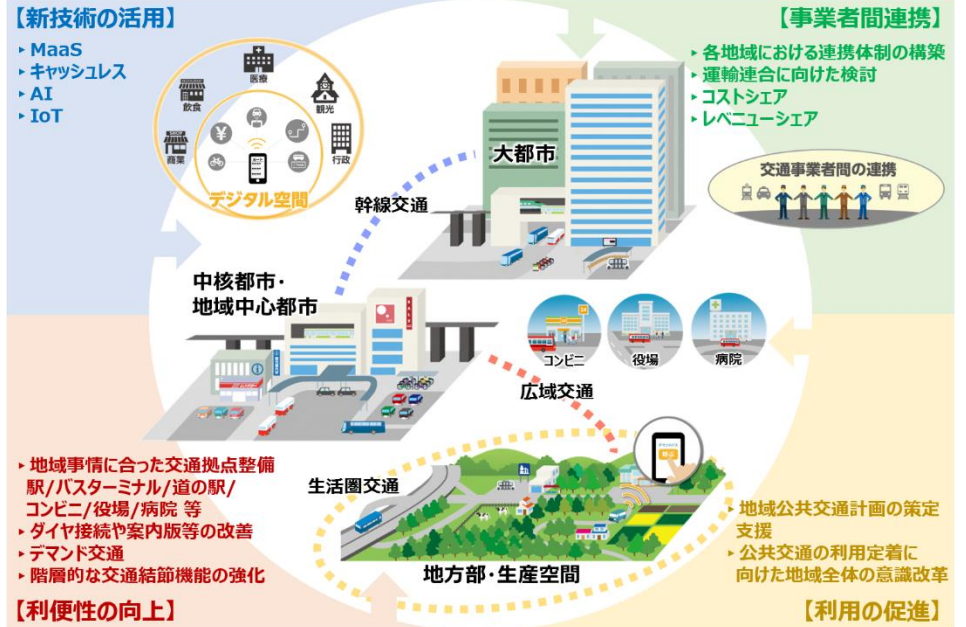 【新技術の活用】
▸ MaaS
▸ キャッシュレス
▸ AI
▸ IoT
医療
飲食
観光
商業
行政
デジタル空間
【事業者間連携】
▸ 各地域における連携体制の構築
▸ 運輸連合に向けた検討
▸ コストシェア
▸ レベニューシェア
交通事業者間の連携
大都市
幹線交通
中核都市・
地域中心都市
コンビニ
役場
病院
広域交通
生活圏交通
地方部・生産空間
▸ 地域事情に合った交通拠点整備
駅/バスターミナル/道の駅/
コンビニ/役場/病院 等
▸ ダイヤ接続や案内版等の改善
▸ デマンド交通
▸ 階層的な交通結節機能の強化
【利便性の向上】
▸ 地域公共交通計画の策定
支援
▸ 公共交通の利用定着に
向けた地域全体の意識改革
【利用の促進】